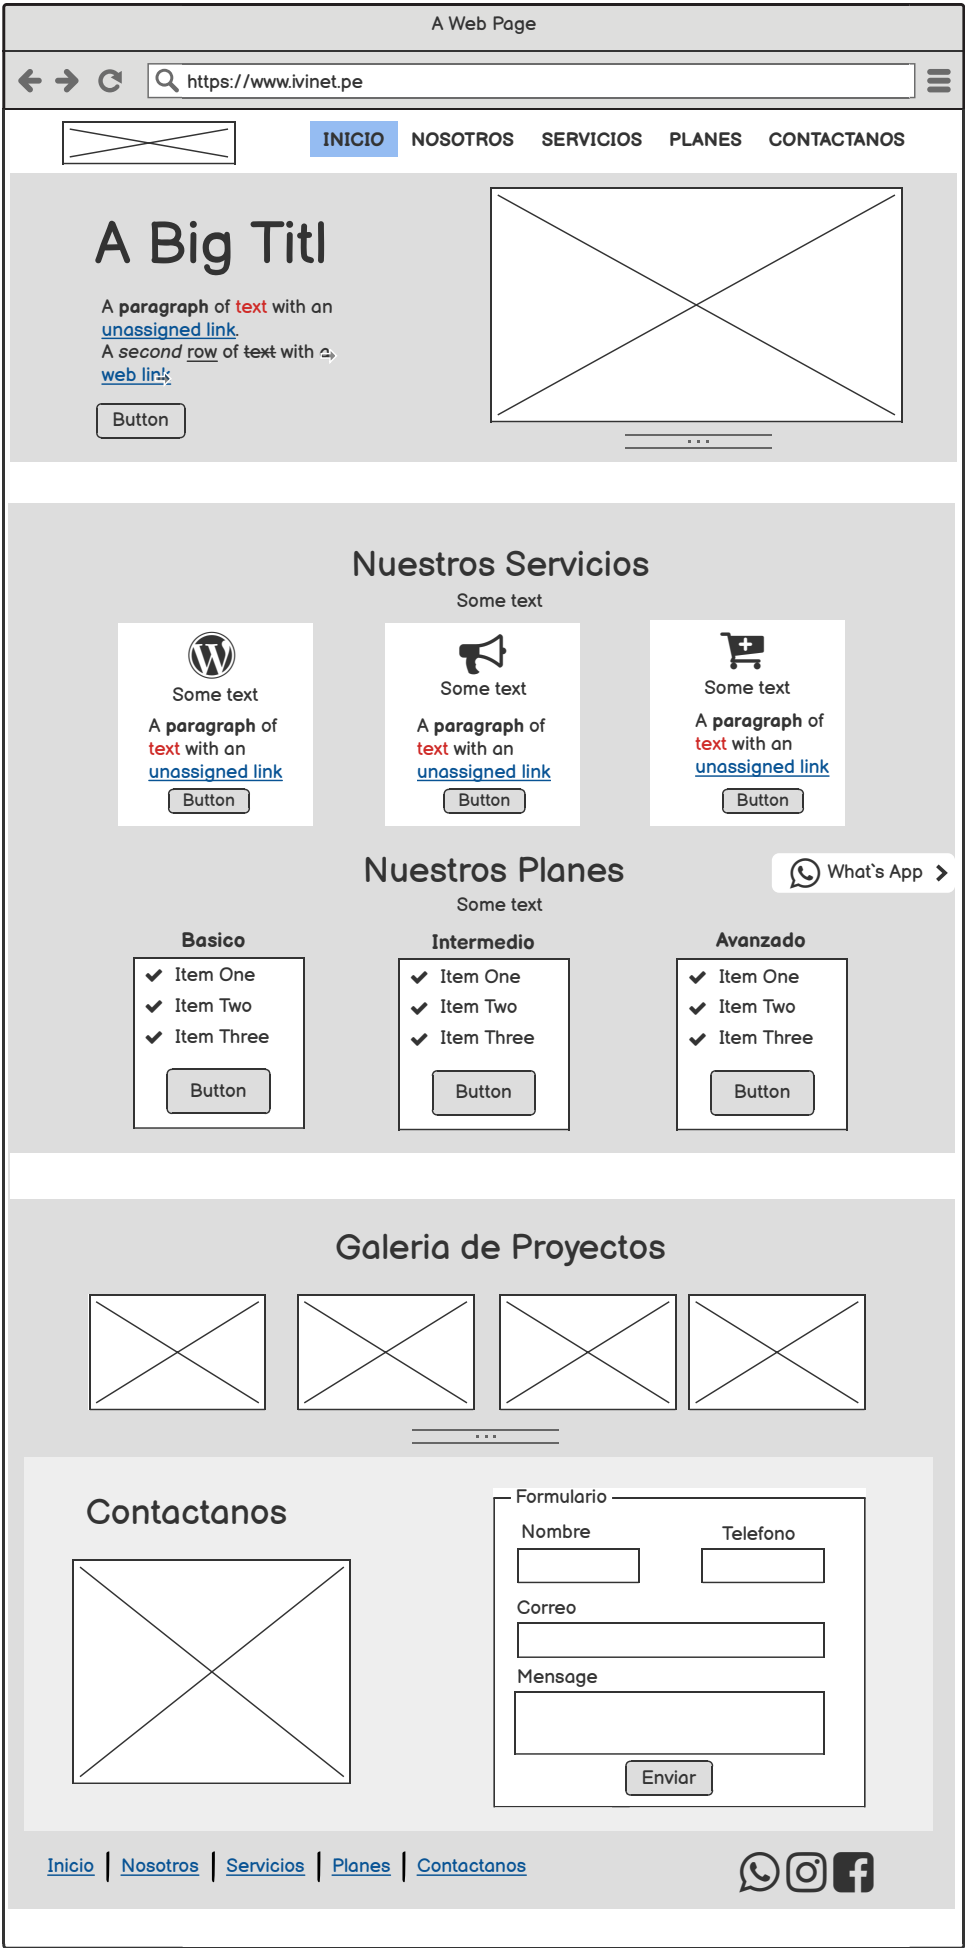 A Web Page
https://www.ivinet.pe
INICIO NOSOTROS SERVICIOS PLANES CONTACTANOS
A Big Titl
A paragraph of text with an
unassigned link.
A second row of text with a
web link
Button
Nuestros Servicios
Some text
Some text
A paragraph of
text with an
unassigned link
Button
Some text
A paragraph of
text with an
unassigned link
Button
Some text
A paragraph of
text with an
unassigned link
Button
Nuestros Planes
What`s App
Some text
Basico
Item One
Item Two
Item Three
Button
Intermedio
Item One
Item Two
Item Three
Button
Avanzado
Item One
Item Two
Item Three
Button
Galeria de Proyectos
Contactanos
Formulario
Nombre Telefono
Correo
Mensage
Enviar
Inicio Nosotros Servicios Planes Contactanos